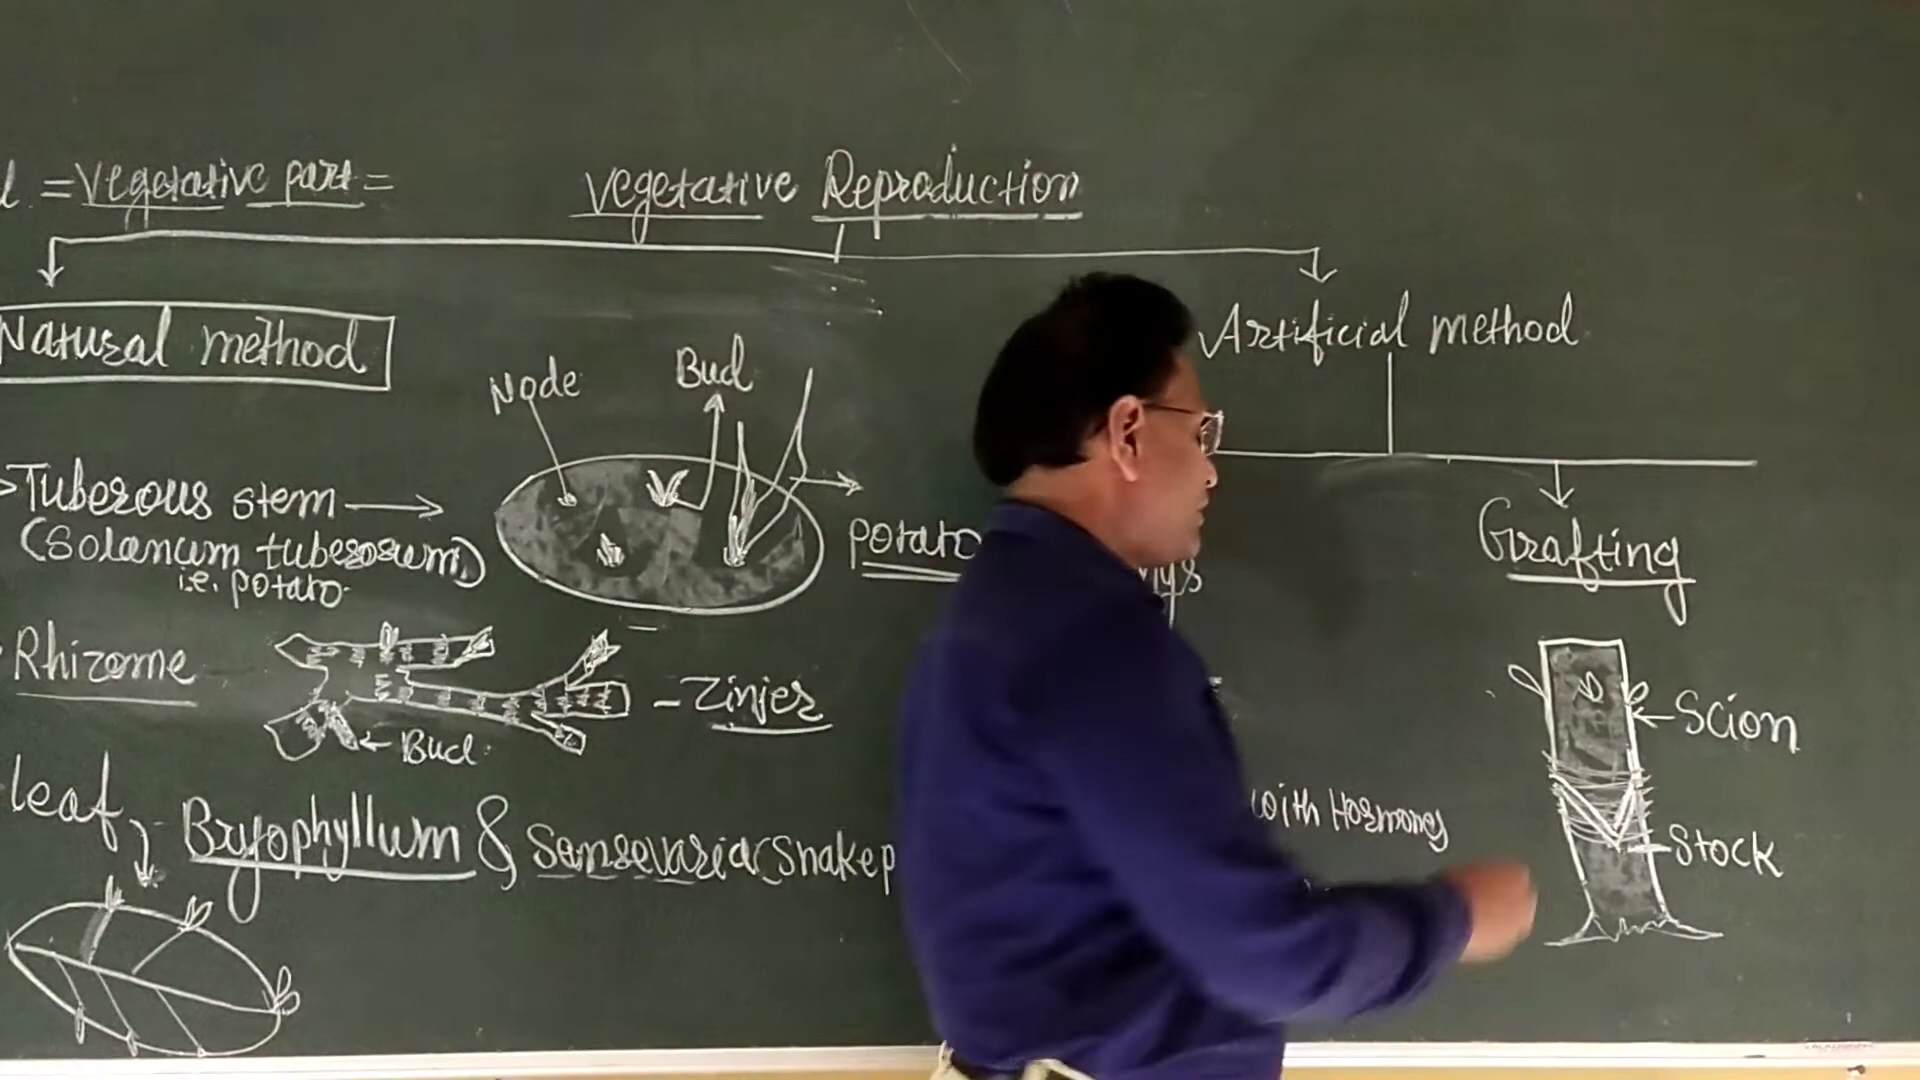 = Vegetative part =
Vegetative Reproduction
Natural method
Artificial method
Node
Bud
Tuberous stem
(Solanum tuberosum)
i.e. potato
potato
Grafting
Rhizome
Bud
- Zinjer
Scion
leaf
Bryophyllum & Sansevaria (snake p
with Hormones
Stock